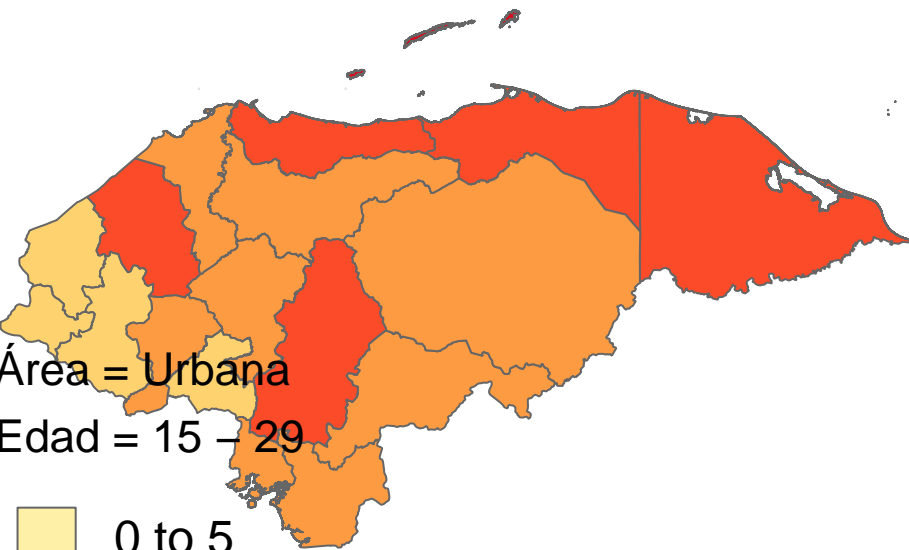 Área = Urbana
Edad = 15 – 29
0 to 5